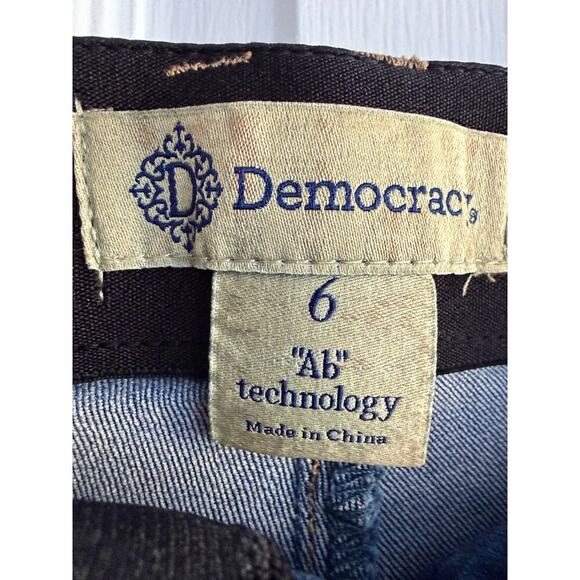 D Democracy®
6
"Ab"
technology
Made in China